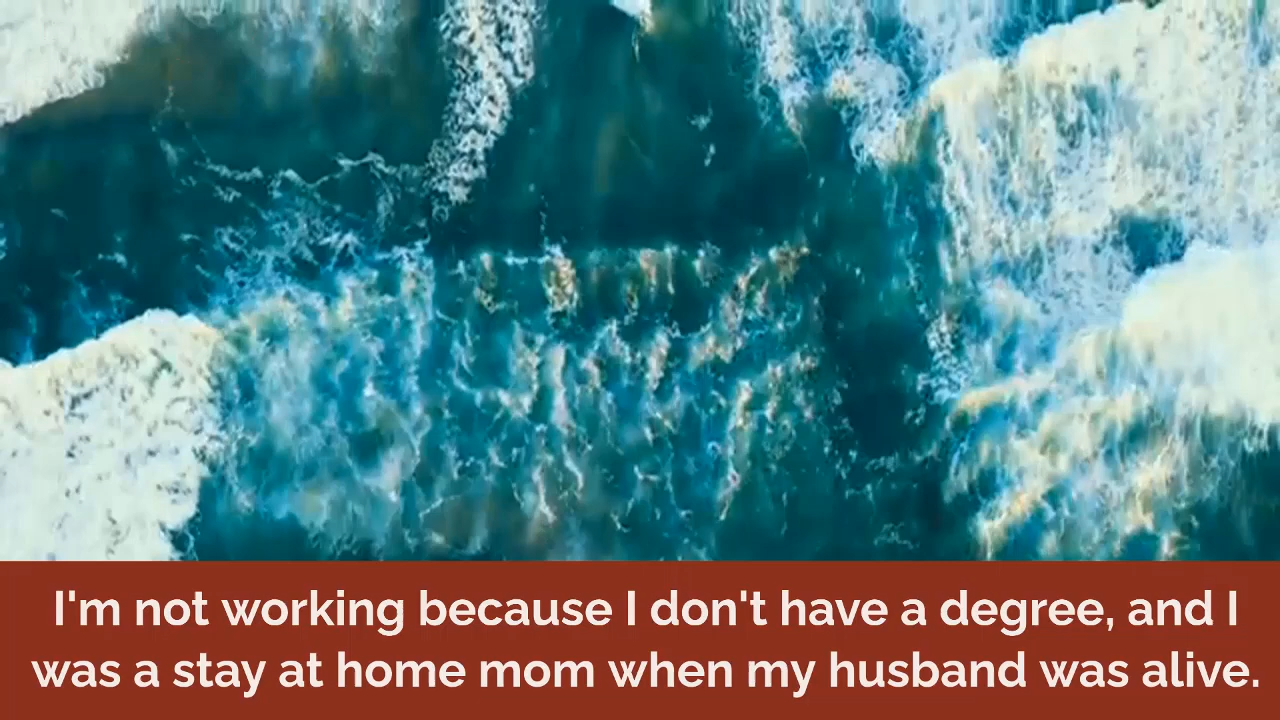 I'm not working because I don't have a degree, and I
was a stay at home mom when my husband was alive.